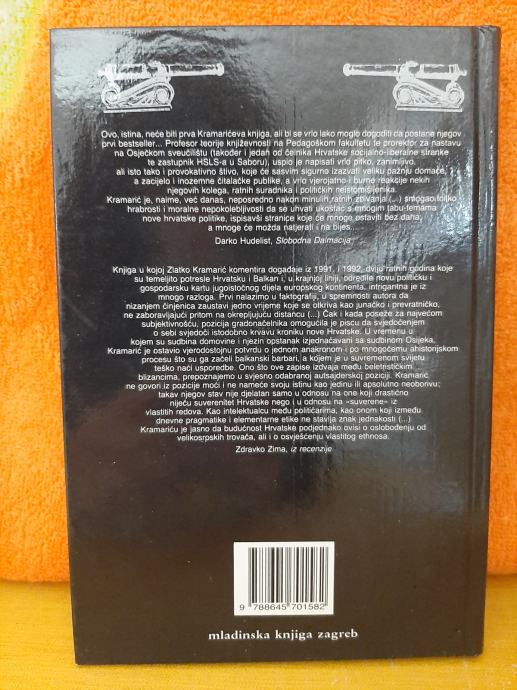 Ovo, istina, neće biti prva Kramarićeva knjiga, ali bi se vrlo lako moglo dogoditi da postane njegov
prvi bestseller... Profesor teorije književnosti na Pedagoškom fakultetu te prorektor za nastavu
na Osječkom sveučilištu (također i jedan od čelnika Hrvatske socijalno-liberalne stranke
te zastupnik HSLS-a u Saboru), uspio je napisati vrlo pitko, zanimljivo,
ali isto tako i provokativno štivo, koje će sasvim sigurno izazvati veliku pažnju domaće,
a zacijelo i inozemne čitalačke publike, a vrlo vjerojatno i burne reakcije nekih
njegovih kolega, ratnih suradnika i političkih neistomišljenika.
Kramarić je, naime, već danas, neposredno nakon minulih ratnih zbivanja (...) smogao toliko
hrabrosti i moralne nepokolebljivosti da se uhvati ukoštac s mnogim tabu-temama
nove hrvatske politike, ispisavši stranice koje će mnoge ostaviti bez daha,
a mnoge će možda natjerati i na bijes.
Darko Hudelist, Slobodna Dalmacija
Knjiga u kojoj Zlatko Kramarić komentira događaje iz 1991. i 1992. dviju ratnih godina koje
su temeljito potresle Hrvatsku i Balkan i, u krajnjoj liniji, odredile novu političku i
gospodarsku kartu jugoistočnog dijela europskog kontinenta, intrigantna je iz
mnogo razloga. Prvi nalazimo u faktografiji, u spremnosti autora da
nizanjem činjenica zaustavi jedno vrijeme koje se otkriva kao junačko i prevratničko,
ne zaboravljajući pritom na okrepljujuću distancu (...) Čak i kada poseže za najvećom
subjektivnošću, pozicija gradonačelnika omogućila je piscu da svjedočenjem
o sebi svjedoči istodobno krvavu kroniku nove Hrvatske. U vremenu u
kojem su sudbina domovine i njezin opstanak izjednačavani sa sudbinom Osijeka,
Kramarić je ostavio vjerodostojnu potvrdu o jednom anakronom i po mnogočemu ahistorijskom
procesu što su ga začeli balkanski barbari, a kojem je u suvremenom svijetu
teško naći usporedbe. Ono što ove zapise izdvaja među beletrističkim
blizancima, prepoznajemo u svjesno odabranoj autsajderskoj poziciji. Kramarić
ne govori iz pozicije moći i ne nameće svoju istinu kao jedinu ili apsolutno neoborivu;
takav njegov stav nije djelatan samo u odnosu na one koji drastično
niječu suverenitet Hrvatske nego i u odnosu na «suverene» iz
vlastitih redova. Kao intelektualcu među političarima, kao onom koji između
dnevne pragmatike i elementarne etike ne stavlja znak jednakosti (...)
Kramariću je jasno da budućnost Hrvatske podjednako ovisi o oslobođenju od
velikosrpskih trovača, ali i o osvješćenju vlastitog ethnosa.
Zdravko Zima, iz recenzije
9 788645 701582
mladinska knjiga zagreb